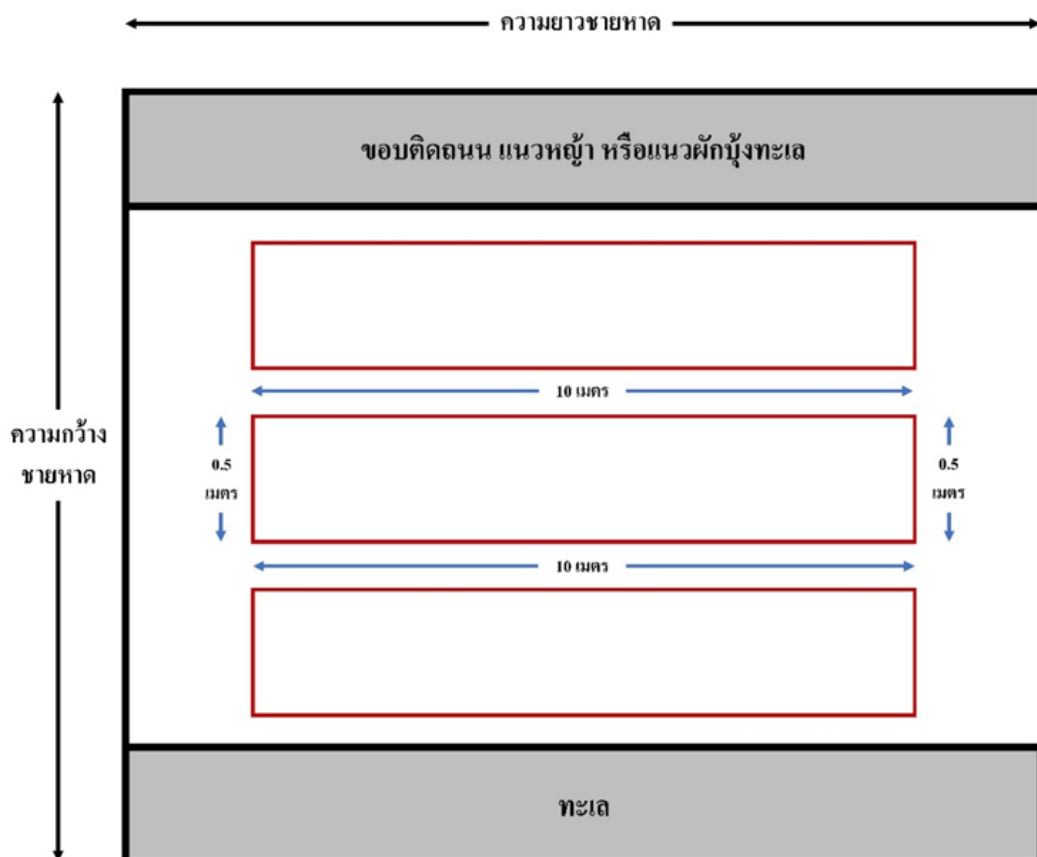 ความยาวชายหาด
ขอบติดถนน แนวหญ้า หรือแนวผักบุ้งทะเล
10 เมตร
ความกว้าง
ชายหาด
0.5
เมตร
0.5
เมตร
10 เมตร
ทะเล